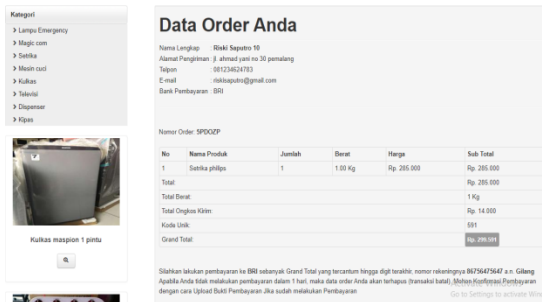 Kategori
> Lampu Emergency
> Magic com
> Setrika
> Mesin cuci
> Kulkas
> Televisi
> Dispenser
> Kipas
Kulkas maspion 1 pintu
Data Order Anda
Nama Lengkap : Riski Saputro 10
Alamat Pengiriman : jl. ahmad yani no 30 pemalang
Telpon : 081234624783
E-mail : riskisaputro@gmail.com
Bank Pembayaran : BRI
Nomor Order: 5PDOZP
No Nama Produk Jumlah Berat Harga Sub Total
1 Setrika philips 1 1.00 Kg Rp. 285.000 Rp. 285.000
Total: Rp. 285.000
Total Berat: 1 Kg
Total Ongkos Kirim: Rp. 14.000
Koda Unik: 591
Grand Total: Rp. 299.591
Silahkan lakukan pembayaran ke BRI sebanyak Grand Total yang tercantum hingga digit terakhir, nomor rekeningnya 86756475647 a.n. Gilang
Apabila Anda tidak melakukan pembayaran dalam 1 hari, maka data order Anda akan terhapus (transaksi batal). Mohon Konfirmasi Pembayaran
dengan cara Upload Bukti Pembayaran Jika sudah melakukan Pembayaran
Go to Settings to activate Win